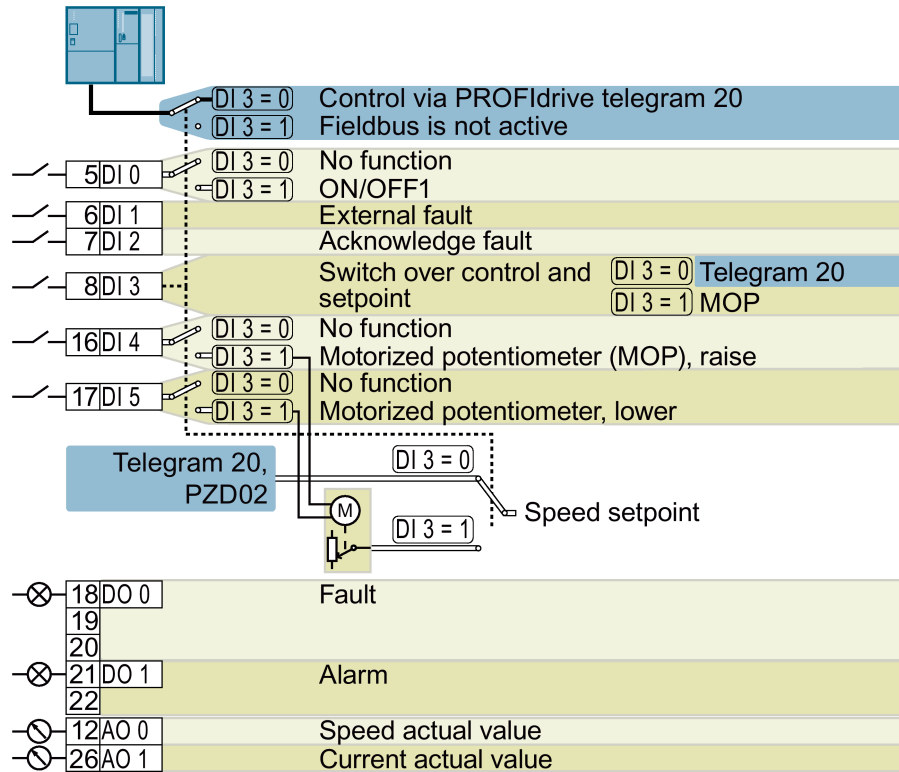 DI 3 = 0 Control via PROFIdrive telegram 20
DI 3 = 1 Fieldbus is not active
5 DI 0 DI 3 = 0 No function
DI 3 = 1 ON/OFF1
6 DI 1 External fault
7 DI 2 Acknowledge fault
8 DI 3 Switch over control and DI 3 = 0 Telegram 20
setpoint DI 3 = 1 MOP
16 DI 4 DI 3 = 0 No function
DI 3 = 1 Motorized potentiometer (MOP), raise
17 DI 5 DI 3 = 0 No function
DI 3 = 1 Motorized potentiometer, lower
Telegram 20, DI 3 = 0
PZD02
M Speed setpoint
DI 3 = 1
18 DO 0 Fault
19
20
21 DO 1 Alarm
22
12 AO 0 Speed actual value
26 AO 1 Current actual value